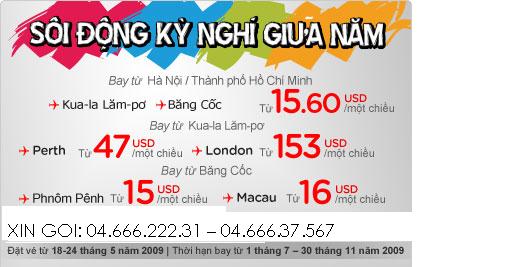 SÔI ĐỘNG KỲ NGHỈ GIỮA NĂM
Bay từ Hà Nội / Thành phố Hồ Chí Minh
Kua-la Lăm-pơ Băng Cốc Từ 15.60 USD /một chiều
Bay từ Kua-la Lăm-pơ
Perth Từ 47 USD /một chiều London Từ 153 USD /một chiều
Bay từ Băng Cốc
Phnôm Pênh Từ 15 USD /một chiều Macau Từ 16 USD /một chiều
XIN GOI: 04.666.222.31 – 04.666.37.567
Đặt vé từ 18-24 tháng 5 năm 2009 | Thời hạn bay từ 1 tháng 7 – 30 tháng 11 năm 2009